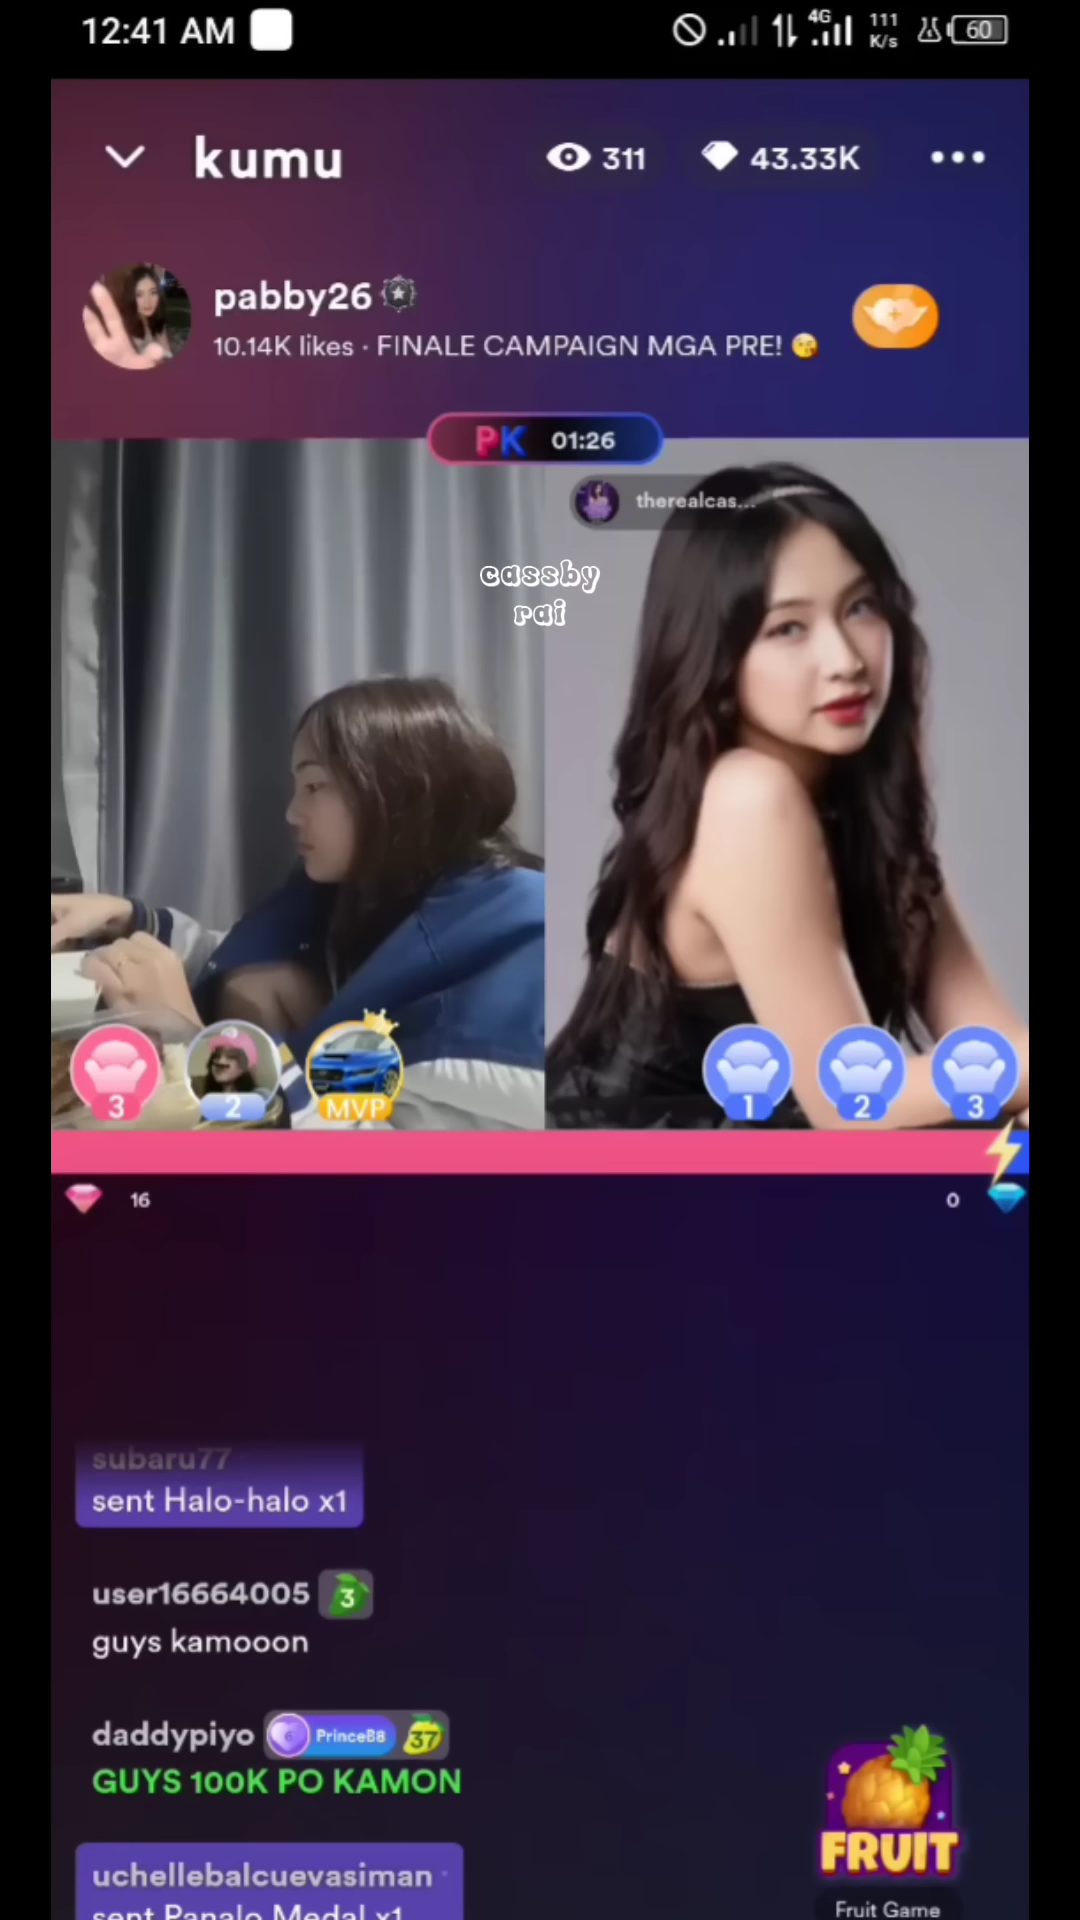 12:41 AM 4G 111 K/s 60
kumu 311 43.33K
pabby26
10.14K likes · FINALE CAMPAIGN MGA PRE! 😘
PK 01:26
therealcas...
cassby
rai
3 2 MVP 1 2 3
16 0
subaru77
sent Halo-halo x1
user16664005 3
guys kamooon
daddypiyo 6 PrinceB8 37
GUYS 100K PO KAMON
FRUIT
uchellebalcuevasiman
sent Panalo Medal x1
Fruit Game